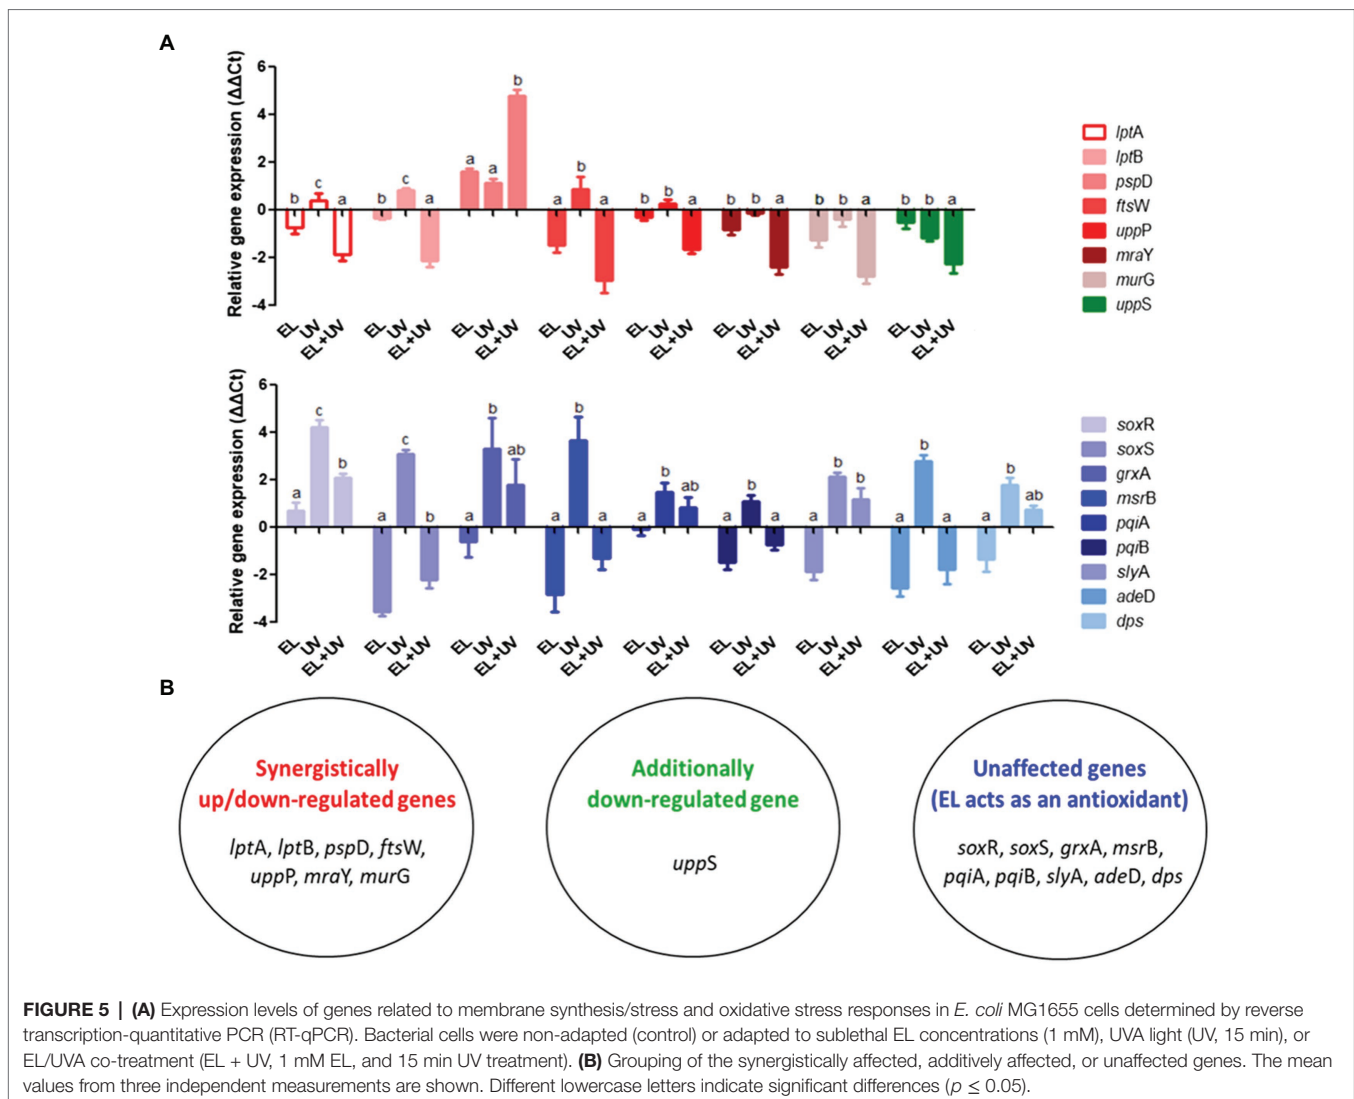 A
Relative gene expression (ΔΔCt)
6
4
2
0
-2
-4
b c a
b c a
a a b
a b a
b b a
b b a
b b a
b b a
EL UV EL+UV
EL UV EL+UV
EL UV EL+UV
EL UV EL+UV
EL UV EL+UV
EL UV EL+UV
EL UV EL+UV
EL UV EL+UV
lptA
lptB
pspD
ftsW
uppP
mraY
murG
uppS
Relative gene expression (ΔΔCt)
6
4
2
0
-2
-4
a c b
a c b
a b ab
a b a
a b ab
a b a
a b b
a b a
a b ab
EL UV EL+UV
EL UV EL+UV
EL UV EL+UV
EL UV EL+UV
EL UV EL+UV
EL UV EL+UV
EL UV EL+UV
EL UV EL+UV
EL UV EL+UV
soxR
soxS
grxA
msrB
pqiA
pqiB
slyA
adeD
dps
B
Synergistically
up/down-regulated genes
lptA, lptB, pspD, ftsW,
uppP, mraY, murG
Additionally
down-regulated gene
uppS
Unaffected genes
(EL acts as an antioxidant)
soxR, soxS, grxA, msrB,
pqiA, pqiB, slyA, adeD, dps
FIGURE 5 | (A) Expression levels of genes related to membrane synthesis/stress and oxidative stress responses in E. coli MG1655 cells determined by reverse
transcription-quantitative PCR (RT-qPCR). Bacterial cells were non-adapted (control) or adapted to sublethal EL concentrations (1 mM), UVA light (UV, 15 min), or
EL/UVA co-treatment (EL + UV, 1 mM EL, and 15 min UV treatment). (B) Grouping of the synergistically affected, additively affected, or unaffected genes. The mean
values from three independent measurements are shown. Different lowercase letters indicate significant differences (p ≤ 0.05).